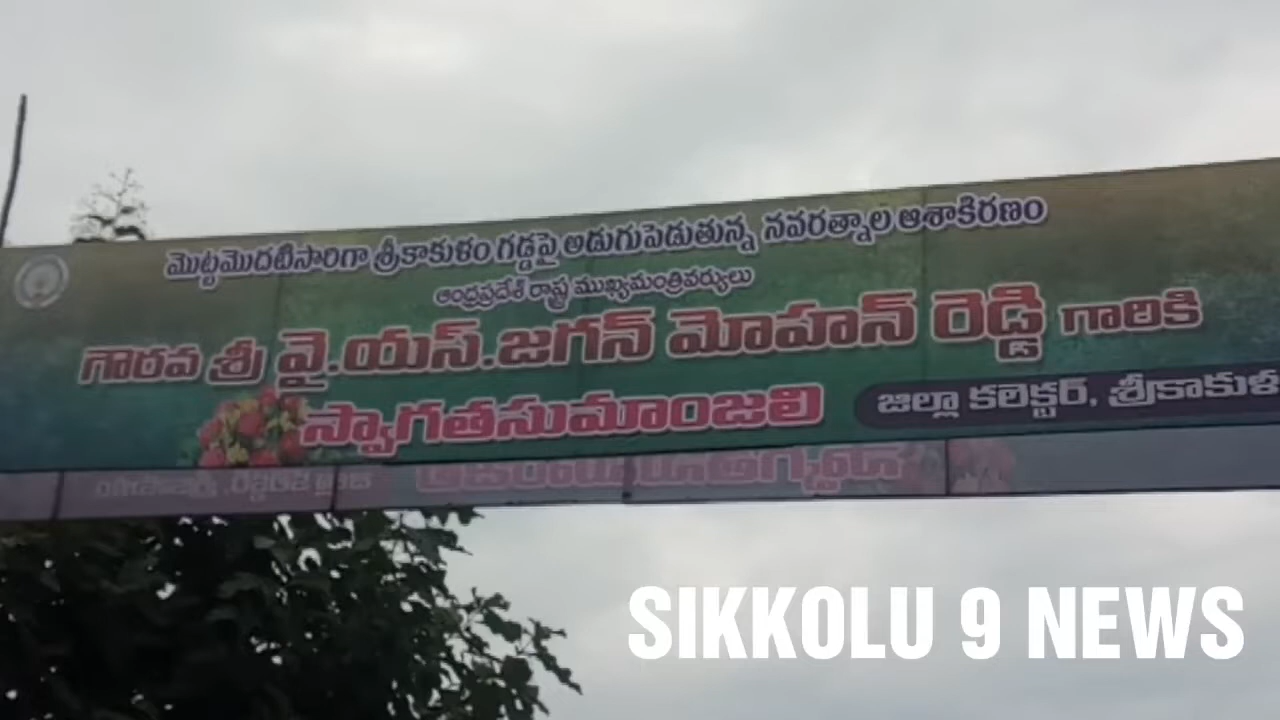 మొట్టమొదటిసారిగా శ్రీకాకుళం గడ్డపై అడుగుపెడుతున్న నవరత్నాల ఆశాకిరణం
ఆంధ్రప్రదేశ్ రాష్ట్ర ముఖ్యమంత్రివర్యులు
గౌరవ శ్రీ వై.యస్.జగన్ మోహన్ రెడ్డి గారికి
స్వాగతసుమాంజలి
జిల్లా కలెక్టర్, శ్రీకాకుళ
SIKKOLU 9 NEWS